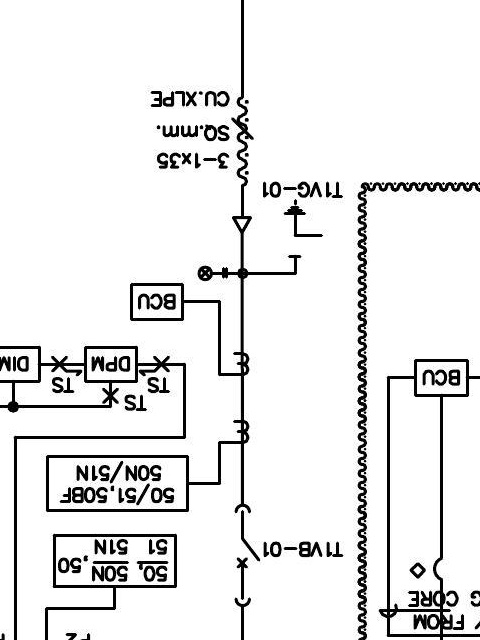 FROM
CORE
50, 50N ,50
51 51N
T1VB-01
50/51,50BF
50N/51N
TS
TS
TS
BCU
DPM
DIM
BCU
T1VG-01
3-1x35
SQ.mm.
CU.XLPE